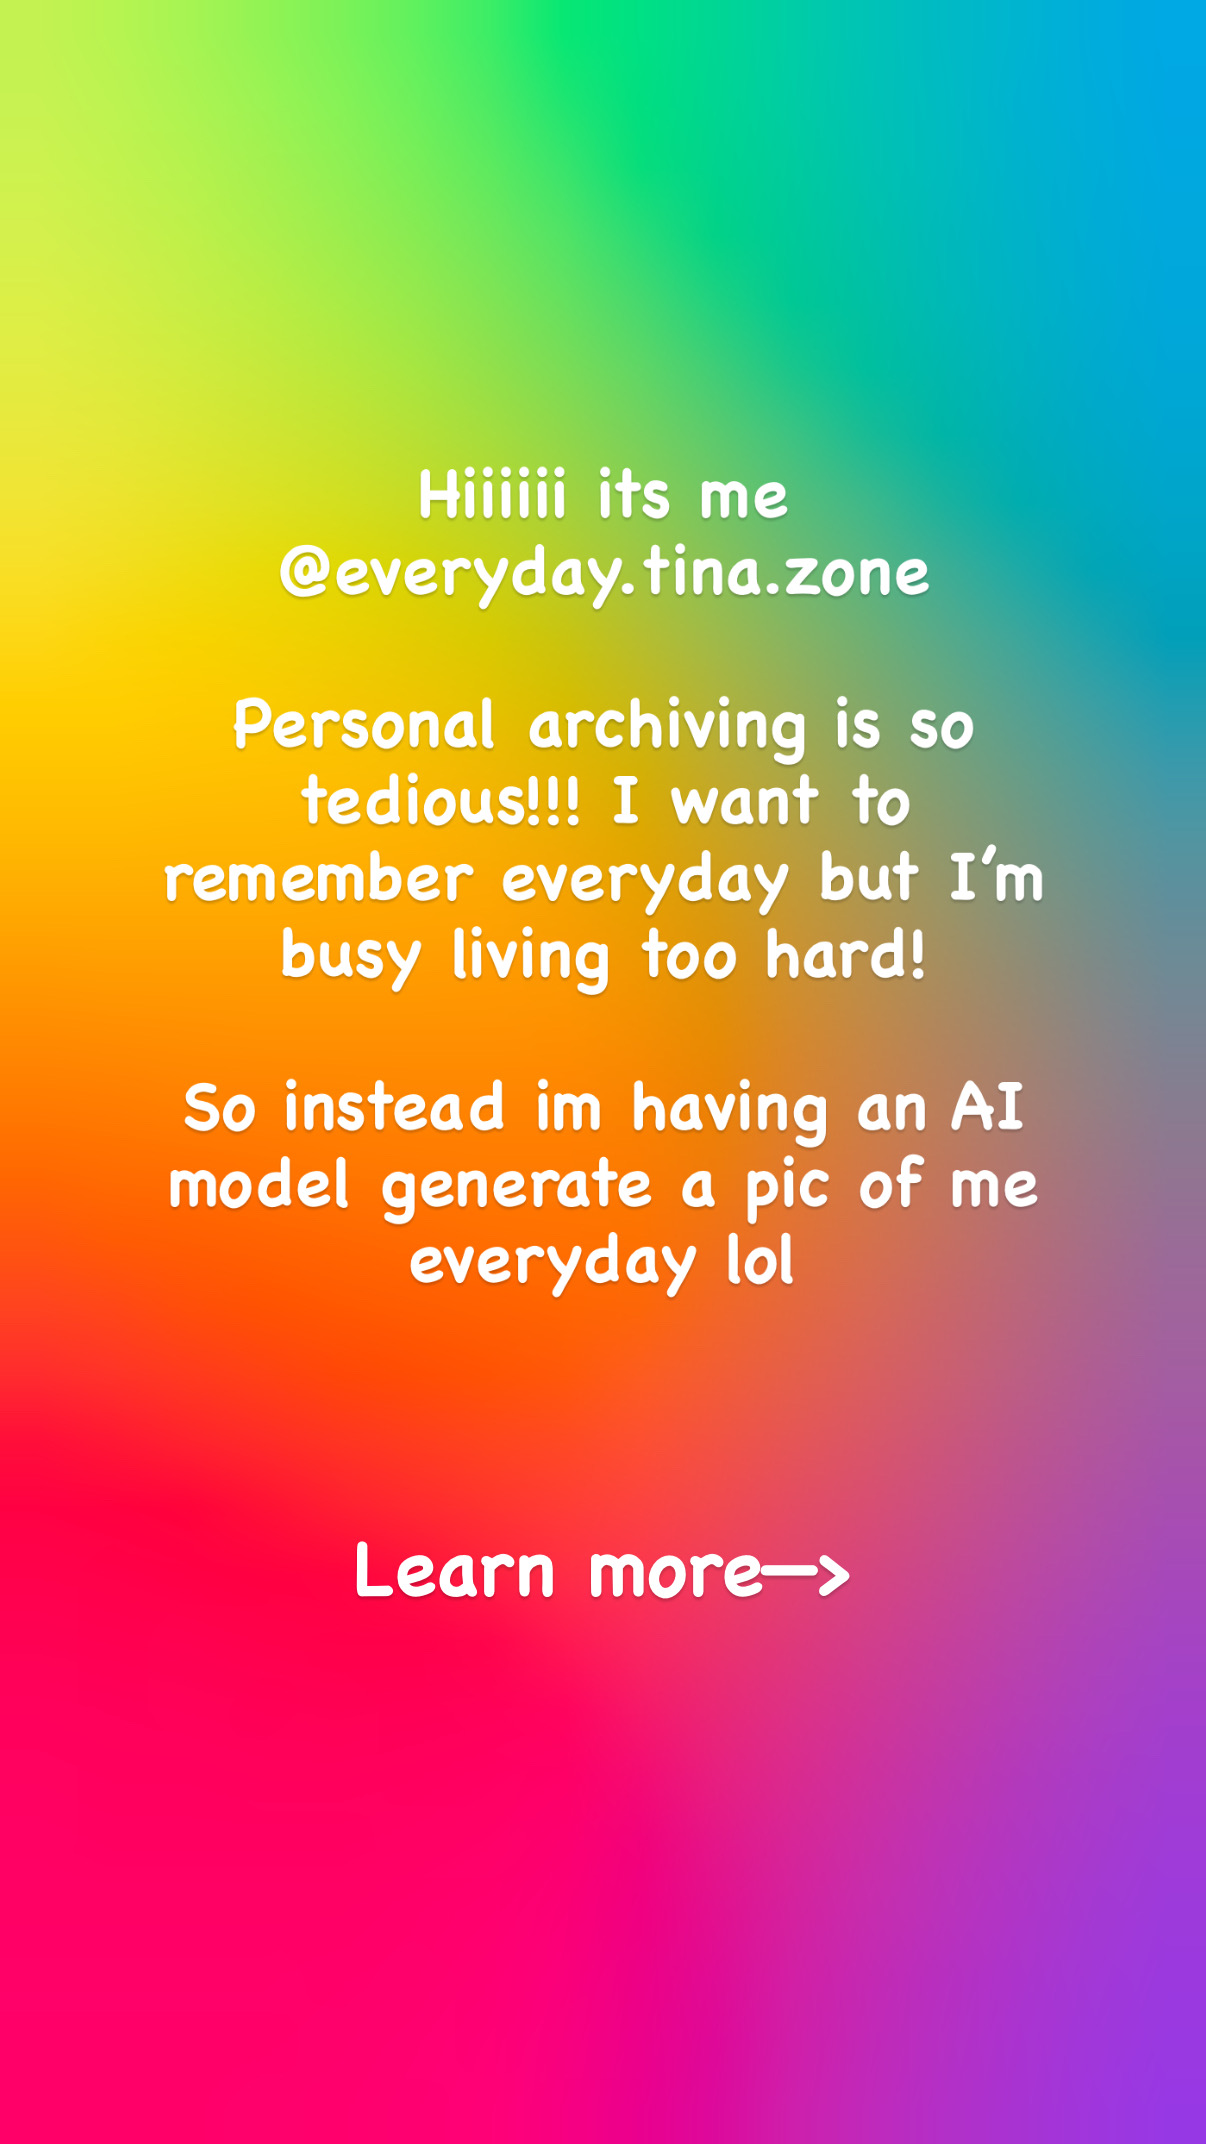 Hiiiiii its me
@everyday.tina.zone
Personal archiving is so
tedious!!! I want to
remember everyday but I’m
busy living too hard!
So instead im having an AI
model generate a pic of me
everyday lol
Learn more—>